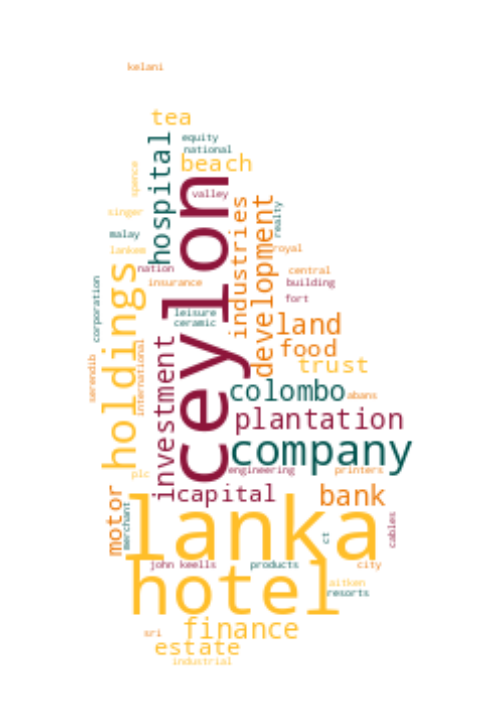 kelani
tea
equity
national
hospital
beach
spence
valley
ceylon
singer
industries
development
realty
malay
royal
lankem
nation
central
insurance
building
corporation
holdings
fort
leisure
ceramic
land
international
investment
food
trust
serendib
colombo
abans
plantation
company
engineering
printers
plc
capital
bank
motor
merchant
lanka
cables
ct
john keells
products
city
hotel
aitken
resorts
finance
sri
estate
industrial